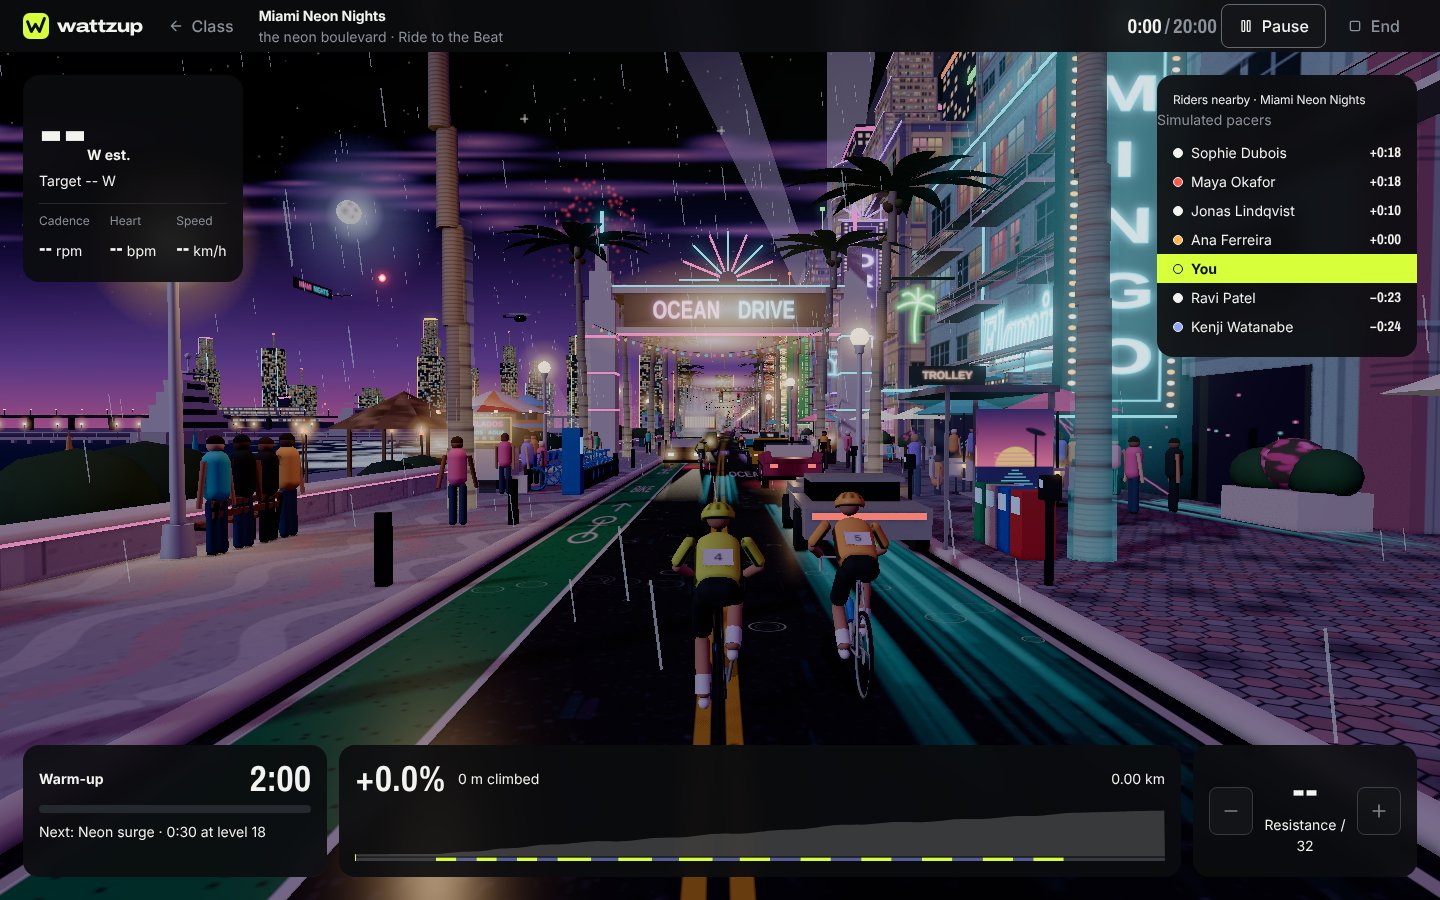 wattzup
Class
Miami Neon Nights
the neon boulevard · Ride to the Beat
0:00 / 20:00
Pause
End
--
W est.
Target -- W
Cadence Heart Speed
-- rpm -- bpm -- km/h
Riders nearby · Miami Neon Nights
Simulated pacers
Sophie Dubois +0:18
Maya Okafor +0:18
Jonas Lindqvist +0:10
Ana Ferreira +0:00
You
Ravi Patel −0:23
Kenji Watanabe −0:24
MIAMI NIGHTS
OCEAN DRIVE
M
I
N
G
O
Flamingo
TROLLEY
BIKE
4
5
Warm-up 2:00
Next: Neon surge · 0:30 at level 18
+0.0% 0 m climbed 0.00 km
--
Resistance /
32